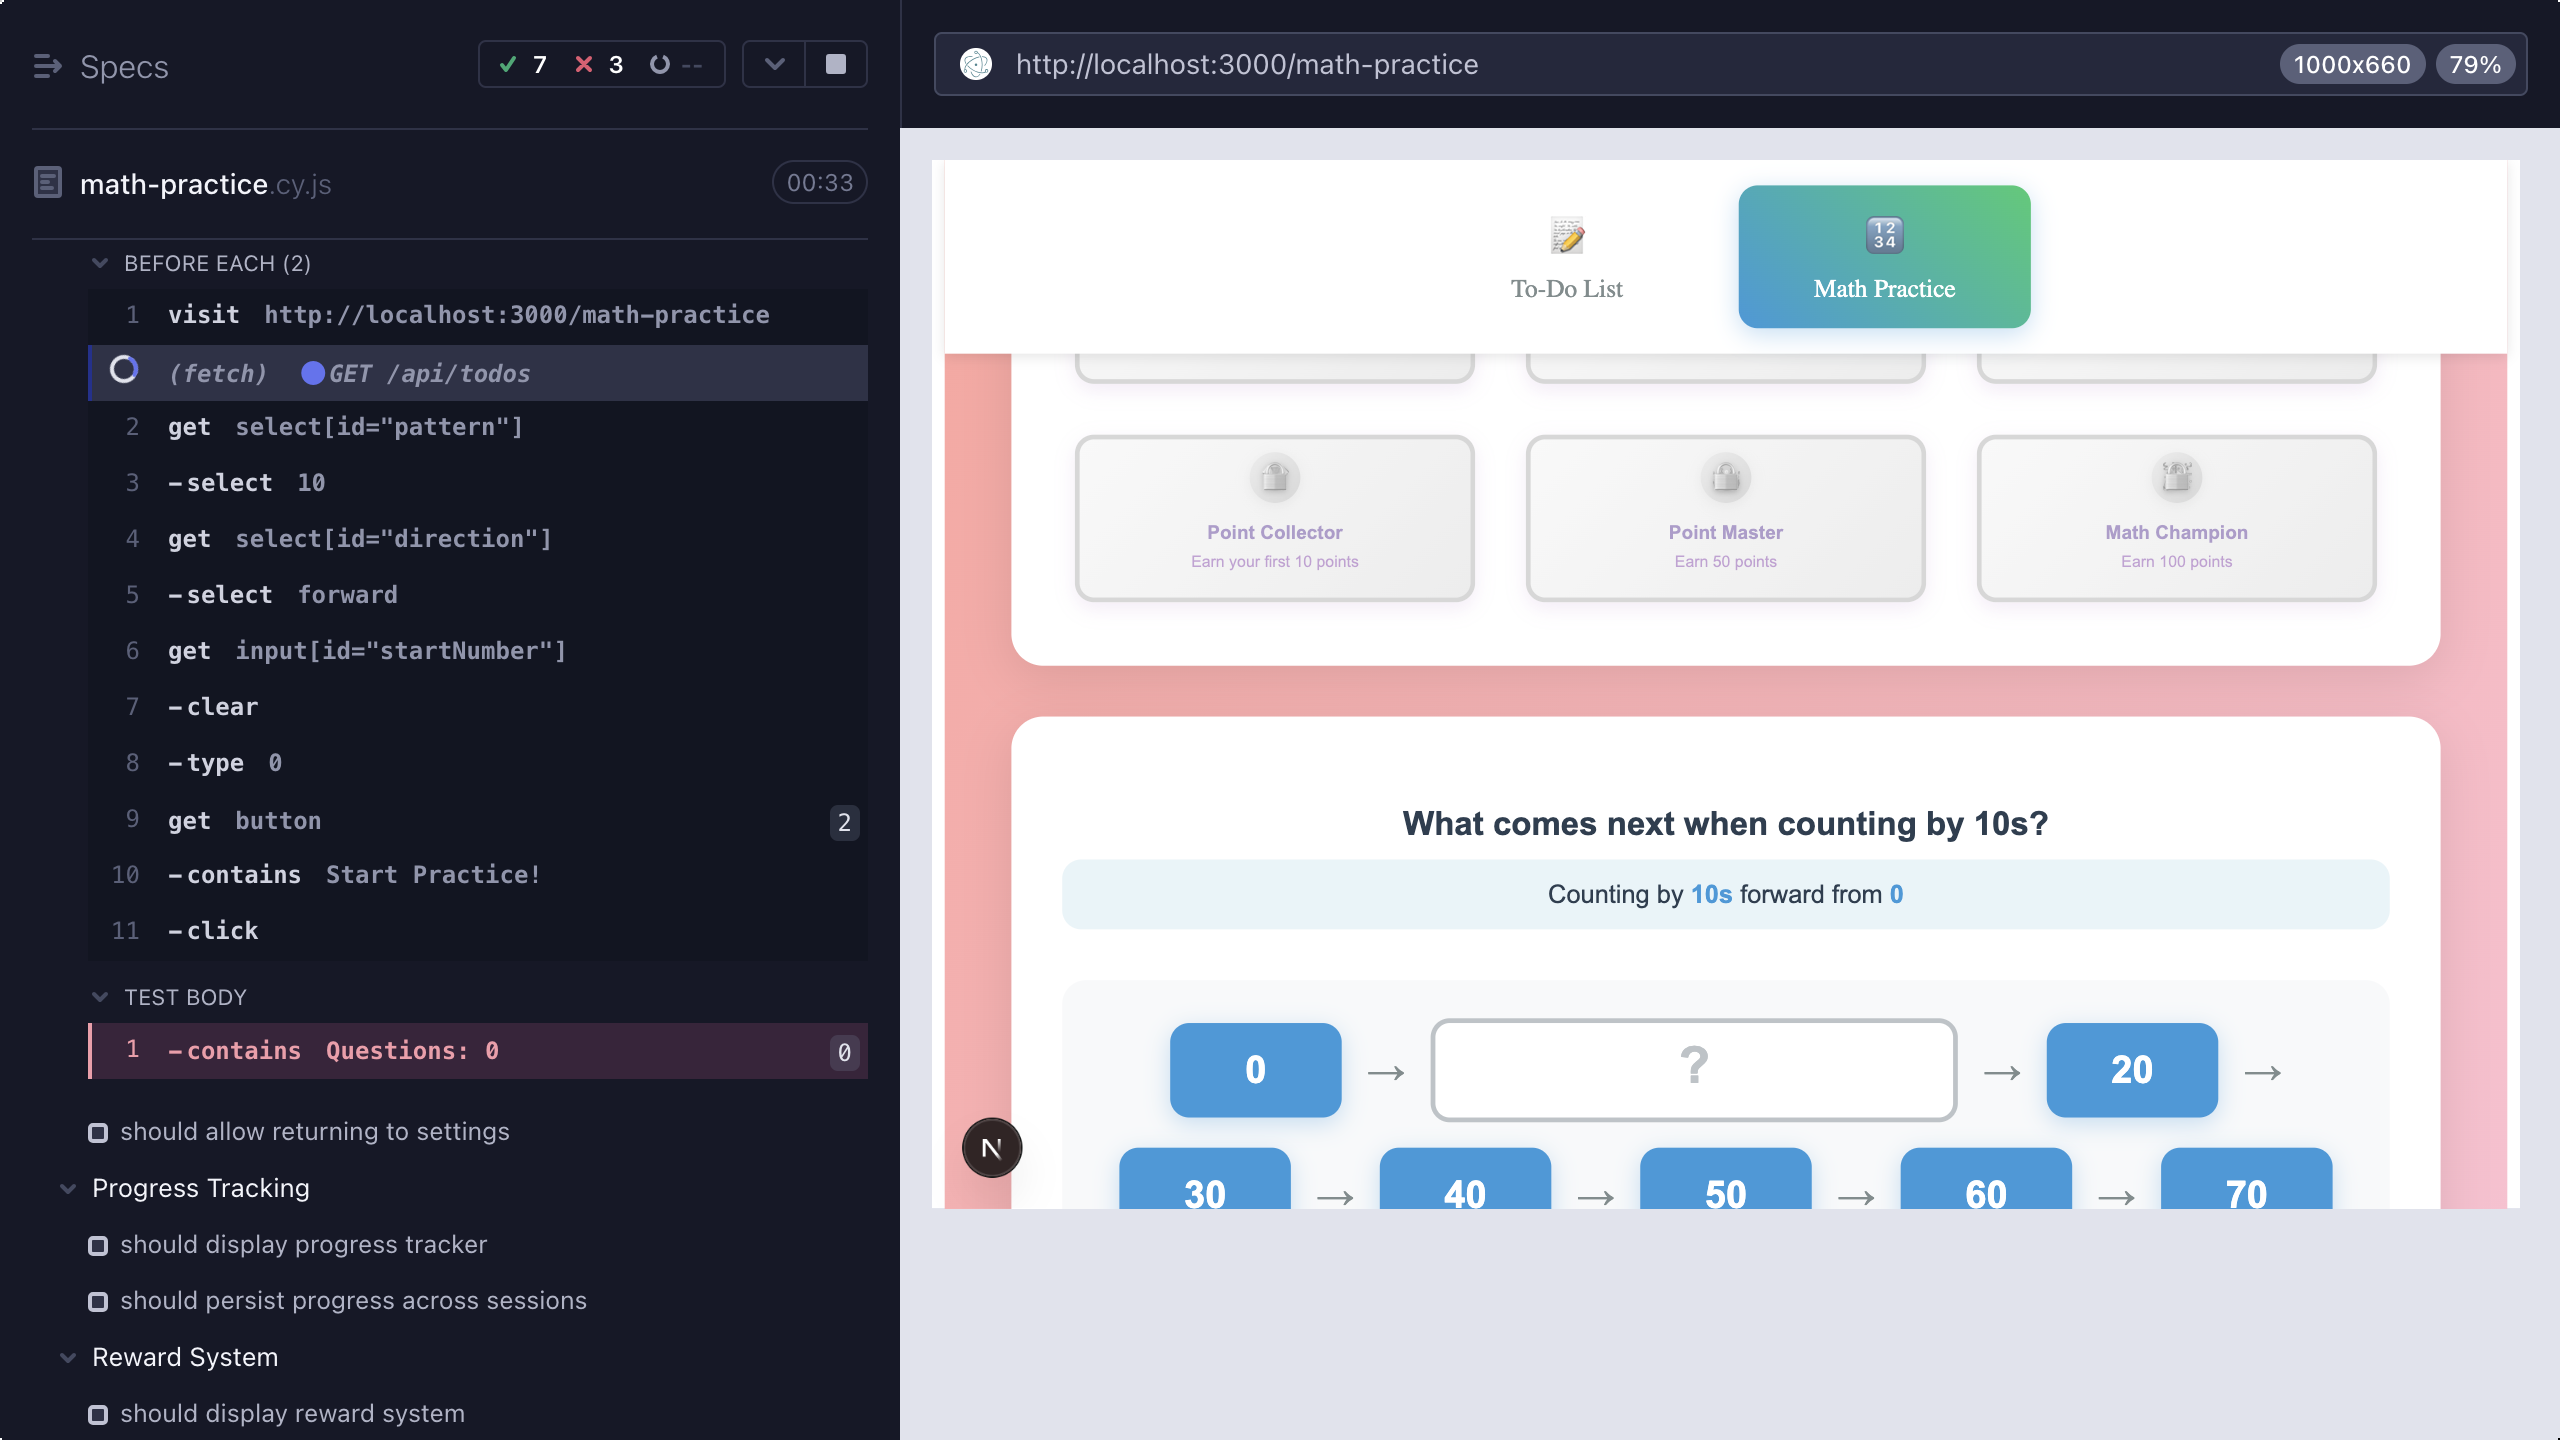 Specs
7 3 --
math-practice.cy.js
00:33
BEFORE EACH (2)
1 visit http://localhost:3000/math-practice
(fetch) GET /api/todos
2 get select[id="pattern"]
3 -select 10
4 get select[id="direction"]
5 -select forward
6 get input[id="startNumber"]
7 -clear
8 -type 0
9 get button 2
10 -contains Start Practice!
11 -click
TEST BODY
1 -contains Questions: 0 0
should allow returning to settings
Progress Tracking
should display progress tracker
should persist progress across sessions
Reward System
should display reward system
http://localhost:3000/math-practice
1000x660 79%
1234
To-Do List
Math Practice
Point Collector
Earn your first 10 points
Point Master
Earn 50 points
Math Champion
Earn 100 points
What comes next when counting by 10s?
Counting by 10s forward from 0
0 → ? → 20 →
N
30 → 40 → 50 → 60 → 70